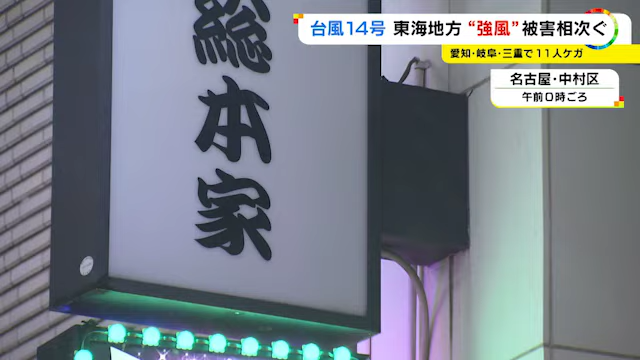 台風14号 東海地方 “強風”被害相次ぐ
愛知・岐阜・三重で11人ケガ
名古屋・中村区
午前0時ごろ
総本家